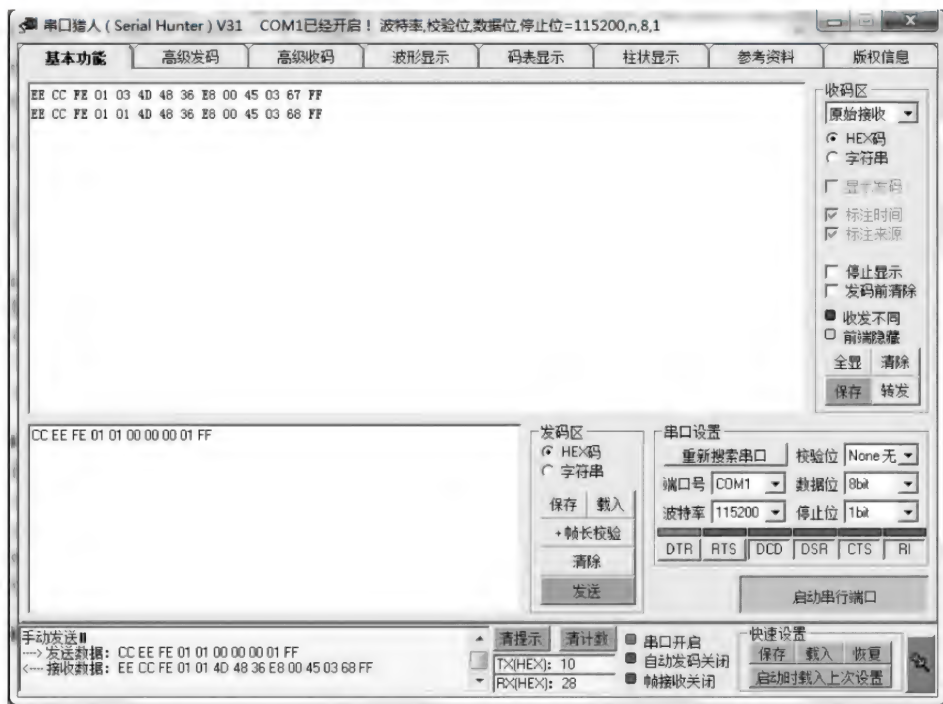 串口猎人 ( Serial Hunter ) V31 COM1已经开启！ 波特率,校验位,数据位,停止位=115200,n,8,1
基本功能 高级发码 高级收码 波形显示 码表显示 柱状显示 参考资料 版权信息
EE CC FE 01 03 4D 48 36 E8 00 45 03 67 FF
EE CC FE 01 01 4D 48 36 E8 00 45 03 68 FF
收码区
原始接收
HEX码
字符串
显示发码
标注时间
标注来源
停止显示
发码前清除
收发不同
前端隐藏
全显 清除
保存 转发
CC EE FE 01 01 00 00 00 01 FF
发码区
HEX码
字符串
保存 载入
+帧长校验
清除
发送
串口设置
重新搜索串口 校验位 None 无
端口号 COM1 数据位 8bit
波特率 115200 停止位 1bit
DTR RTS DCD DSR CTS RI
启动串行端口
手动发送
---> 发送数据： CC EE FE 01 01 00 00 00 01 FF
<--- 接收数据： EE CC FE 01 01 4D 48 36 E8 00 45 03 68 FF
清提示 清计数
TX(HEX): 10
RX(HEX): 28
串口开启
自动发码关闭
帧接收关闭
快速设置
保存 载入 恢复
启动时载入上次设置